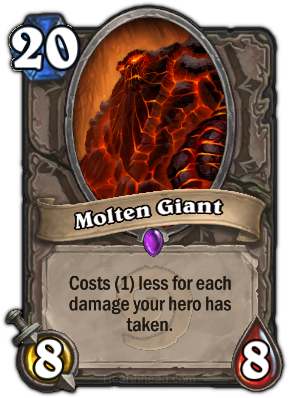 20
Molten Giant
Costs (1) less for each
damage your hero has
taken.
8
8